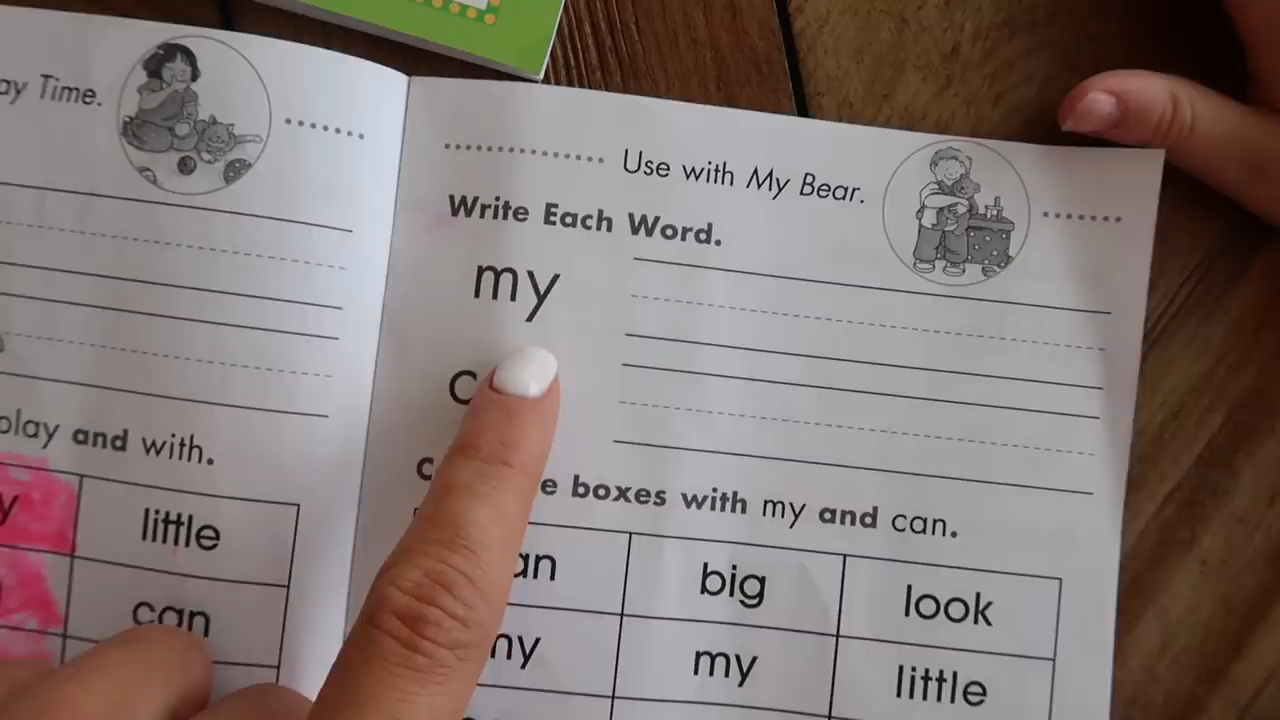 ay Time.
play and with.
y little
can
Use with My Bear.
Write Each Word.
my
c
e boxes with my and can.
an big look
my my little